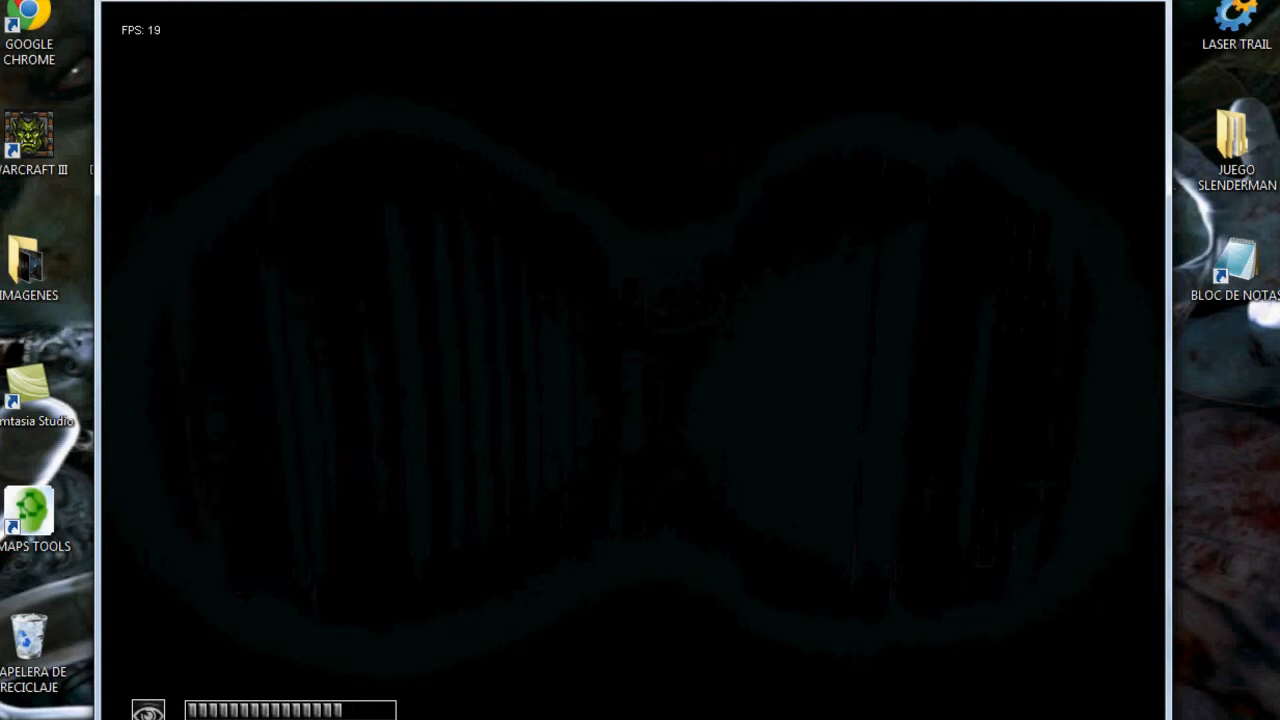 GOOGLE
CHROME
WARCRAFT III
IMAGENES
mtasia Studio
MAPS TOOLS
APELERA DE
RECICLAJE
FPS: 19
LASER TRAIL
JUEGO
SLENDERMAN
BLOC DE NOTAS